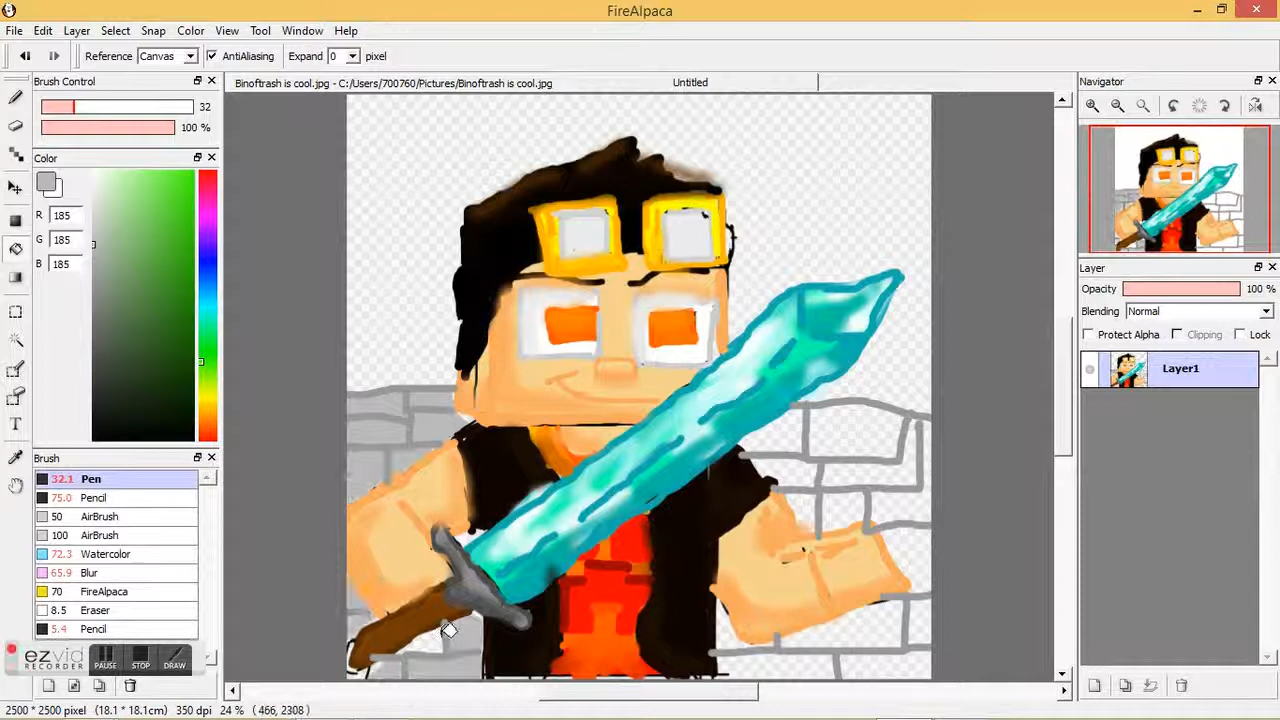 FireAlpaca
File Edit Layer Select Snap Color View Tool Window Help
Reference Canvas AntiAliasing Expand 0 pixel
Brush Control
Binoftrash is cool.jpg - C:/Users/700760/Pictures/Binoftrash is cool.jpg
Untitled
Navigator
32
100 %
Color
R 185
G 185
B 185
Layer
Opacity 100 %
Blending Normal
Protect Alpha Clipping Lock
Layer1
Brush
32.1 Pen
75.0 Pencil
50 AirBrush
100 AirBrush
72.3 Watercolor
65.9 Blur
70 FireAlpaca
8.5 Eraser
5.4 Pencil
ezvid
RECORDER
PAUSE STOP DRAW
2500 * 2500 pixel (18.1 * 18.1cm) 350 dpi 24 % ( 466, 2308 )